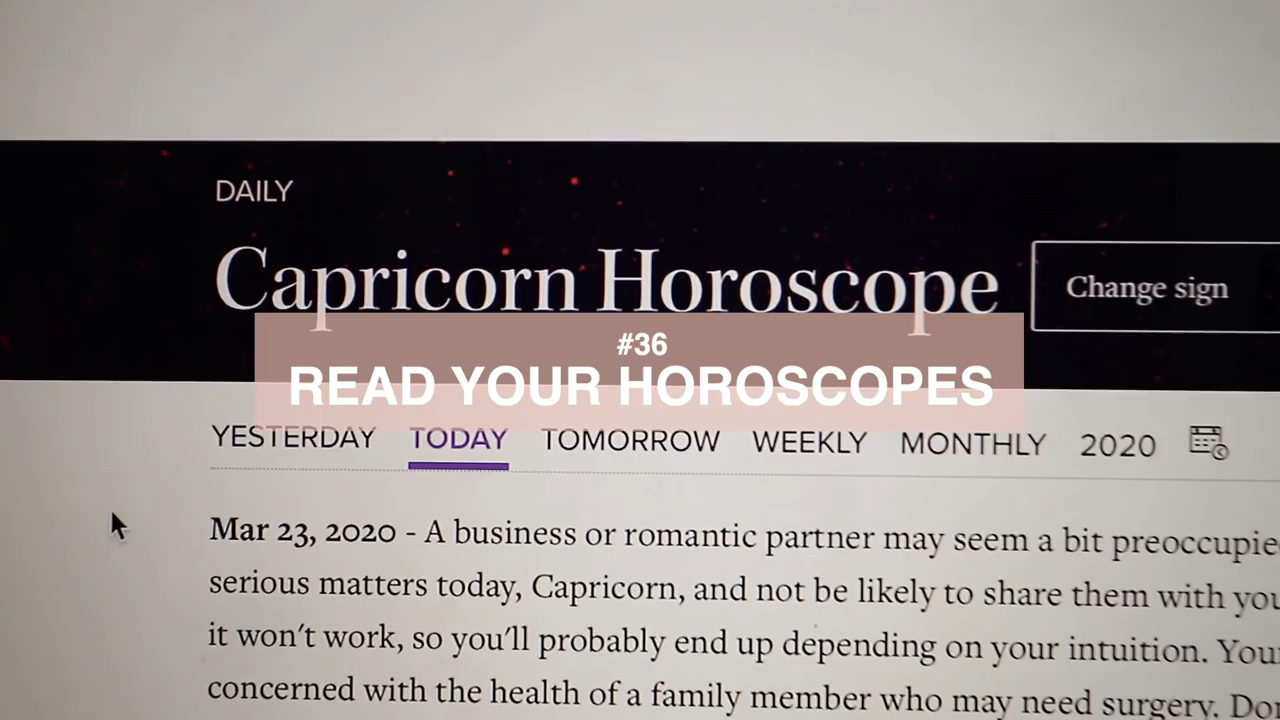 DAILY
Capricorn Horoscope
Change sign
#36
READ YOUR HOROSCOPES
YESTERDAY TODAY TOMORROW WEEKLY MONTHLY 2020
Mar 23, 2020 - A business or romantic partner may seem a bit
serious matters today, Capricorn, and not be likely to share them with
it won't work, so you'll probably end up depending on your intuition.
concerned with the health of a family member who may need surgery.